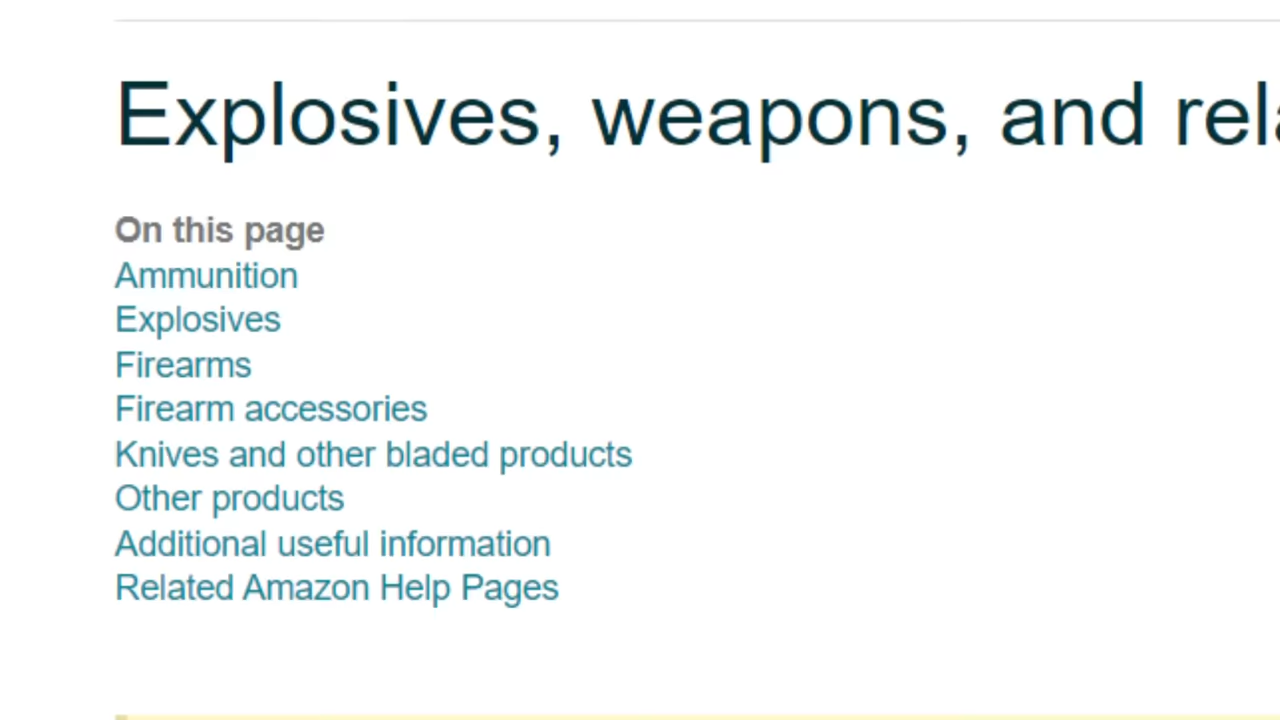 Explosives, weapons, and rel
On this page
Ammunition
Explosives
Firearms
Firearm accessories
Knives and other bladed products
Other products
Additional useful information
Related Amazon Help Pages